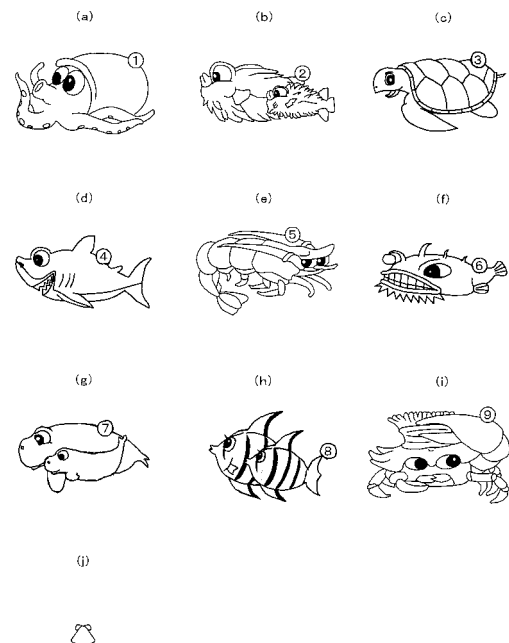 (a) (b) (c)
① ② ③
(d) (e) (f)
④ ⑤ ⑥
(g) (h) (i)
⑦ ⑧ ⑨
(j)